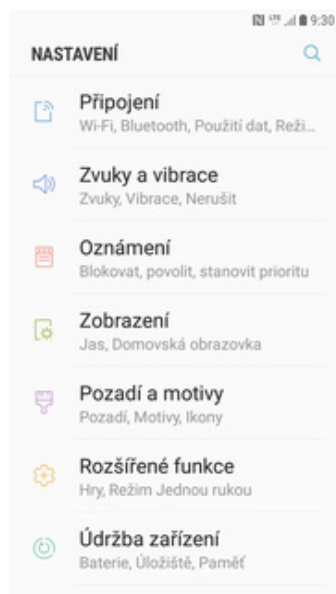 LTE 9:30
NASTAVENÍ
Připojení
Wi-Fi, Bluetooth, Použití dat, Reži...
Zvuky a vibrace
Zvuky, Vibrace, Nerušit
Oznámení
Blokovat, povolit, stanovit prioritu
Zobrazení
Jas, Domovská obrazovka
Pozadí a motivy
Pozadí, Motivy, Ikony
Rozšířené funkce
Hry, Režim Jednou rukou
Údržba zařízení
Baterie, Úložiště, Paměť